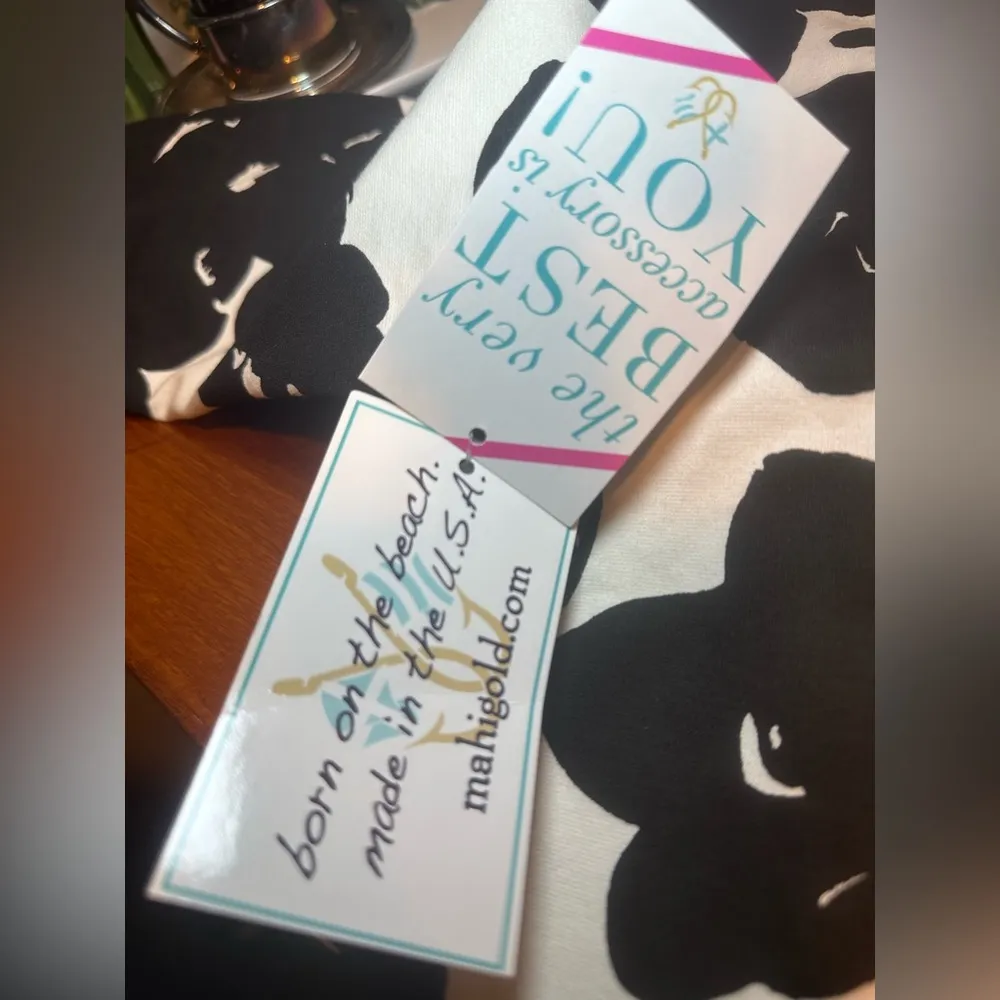 the very
BEST
accessory is
YOU!
born on the beach.
made in the U.S.A.
mahigold.com